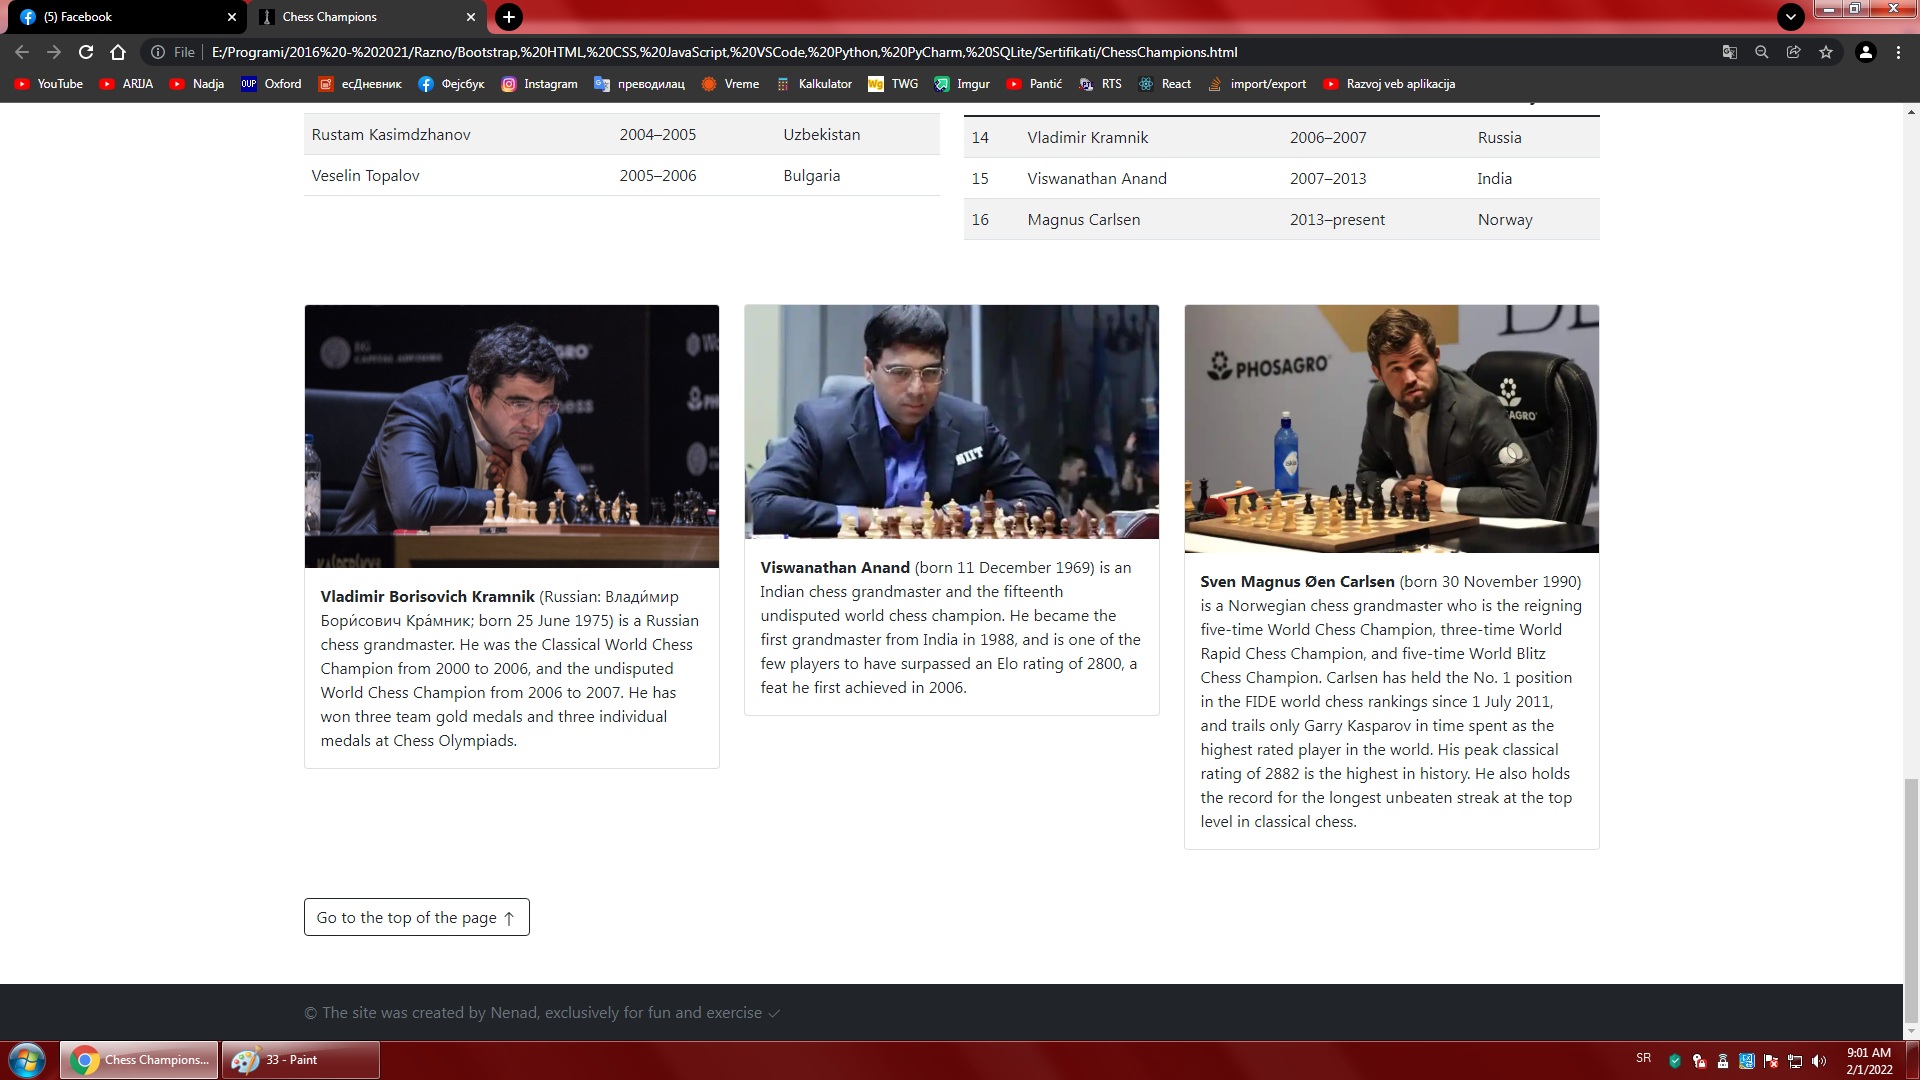 (5) Facebook
Chess Champions
File
E:/Programi/2016%20-%202021/Razno/Bootstrap,%20HTML,%20CSS,%20JavaScript,%20VSCode,%20Python,%20PyCharm,%20SQLite/Sertifikati/ChessChampions.html
YouTube ARIJA Nadja Oxford есДневник Фејсбук Instagram преводилац Vreme Kalkulator TWG Imgur Pantić RTS React import/export Razvoj veb aplikacija
Rustam Kasimdzhanov 2004–2005 Uzbekistan
Veselin Topalov 2005–2006 Bulgaria
14 Vladimir Kramnik 2006–2007 Russia
15 Viswanathan Anand 2007–2013 India
16 Magnus Carlsen 2013–present Norway
NIIT
PHOSAGRO
Vladimir Borisovich Kramnik (Russian: Влади́мир
Бори́сович Кра́мник; born 25 June 1975) is a Russian
chess grandmaster. He was the Classical World Chess
Champion from 2000 to 2006, and the undisputed
World Chess Champion from 2006 to 2007. He has
won three team gold medals and three individual
medals at Chess Olympiads.
Viswanathan Anand (born 11 December 1969) is an
Indian chess grandmaster and the fifteenth
undisputed world chess champion. He became the
first grandmaster from India in 1988, and is one of the
few players to have surpassed an Elo rating of 2800, a
feat he first achieved in 2006.
Sven Magnus Øen Carlsen (born 30 November 1990)
is a Norwegian chess grandmaster who is the reigning
five-time World Chess Champion, three-time World
Rapid Chess Champion, and five-time World Blitz
Chess Champion. Carlsen has held the No. 1 position
in the FIDE world chess rankings since 1 July 2011,
and trails only Garry Kasparov in time spent as the
highest rated player in the world. His peak classical
rating of 2882 is the highest in history. He also holds
the record for the longest unbeaten streak at the top
level in classical chess.
Go to the top of the page ↑
© The site was created by Nenad, exclusively for fun and exercise ✓
Chess Champions...
33 - Paint
SR
9:01 AM
2/1/2022